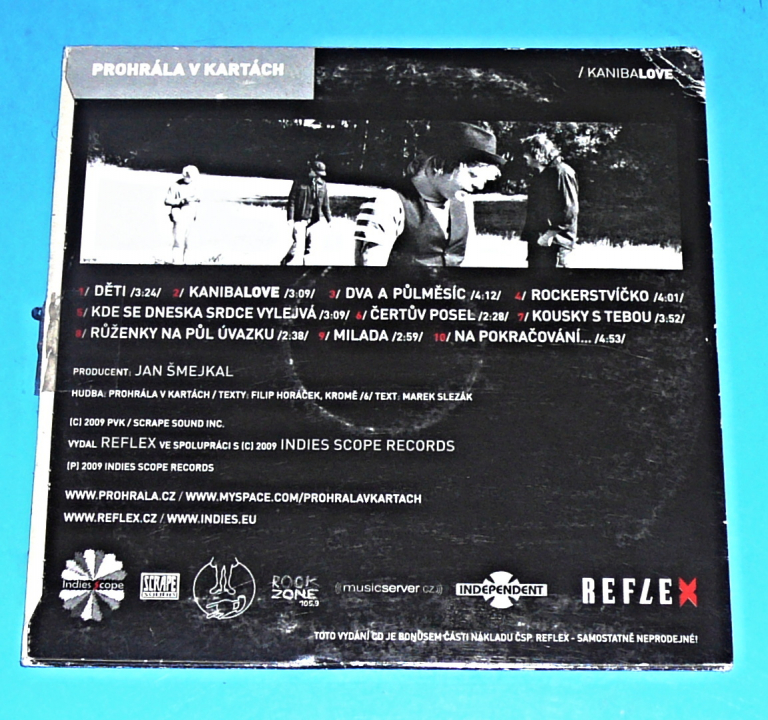 PROHRÁLA V KARTÁCH
/ KANIBALOVE
1/ DĚTI /3:24/ 2/ KANIBALOVE /3:09/ 3/ DVA A PŮLMĚSÍC /4:12/ 4/ ROCKERSTVÍČKO /4:01/
5/ KDE SE DNESKA SRDCE VYLEJVÁ /3:09/ 6/ ČERTŮV POSEL /2:28/ 7/ KOUSKY S TEBOU /3:52/
8/ RŮŽENKY NA PŮL ÚVAZKU /2:38/ 9/ MILADA /2:59/ 10/ NA POKRAČOVÁNÍ... /4:53/
PRODUCENT: JAN ŠMEJKAL
HUDBA: PROHRÁLA V KARTÁCH / TEXTY: FILIP HORÁČEK, KROMĚ /6/ TEXT: MAREK SLEZÁK
(C) 2009 PVK / SCRAPE SOUND INC.
VYDAL REFLEX VE SPOLUPRÁCI S (C) 2009 INDIES SCOPE RECORDS
(P) 2009 INDIES SCOPE RECORDS
WWW.PROHRALA.CZ / WWW.MYSPACE.COM/PROHRALAVKARTACH
WWW.REFLEX.CZ / WWW.INDIES.EU
Indies Scope
SCRAPE SOUND
ROCK ZONE 105.9
musicserver.cz
INDEPENDENT
REFLEX
TOTO VYDÁNÍ CD JE BONUSEM ČÁSTI NÁKLADU ČSP. REFLEX - SAMOSTATNĚ NEPRODEJNÉ!